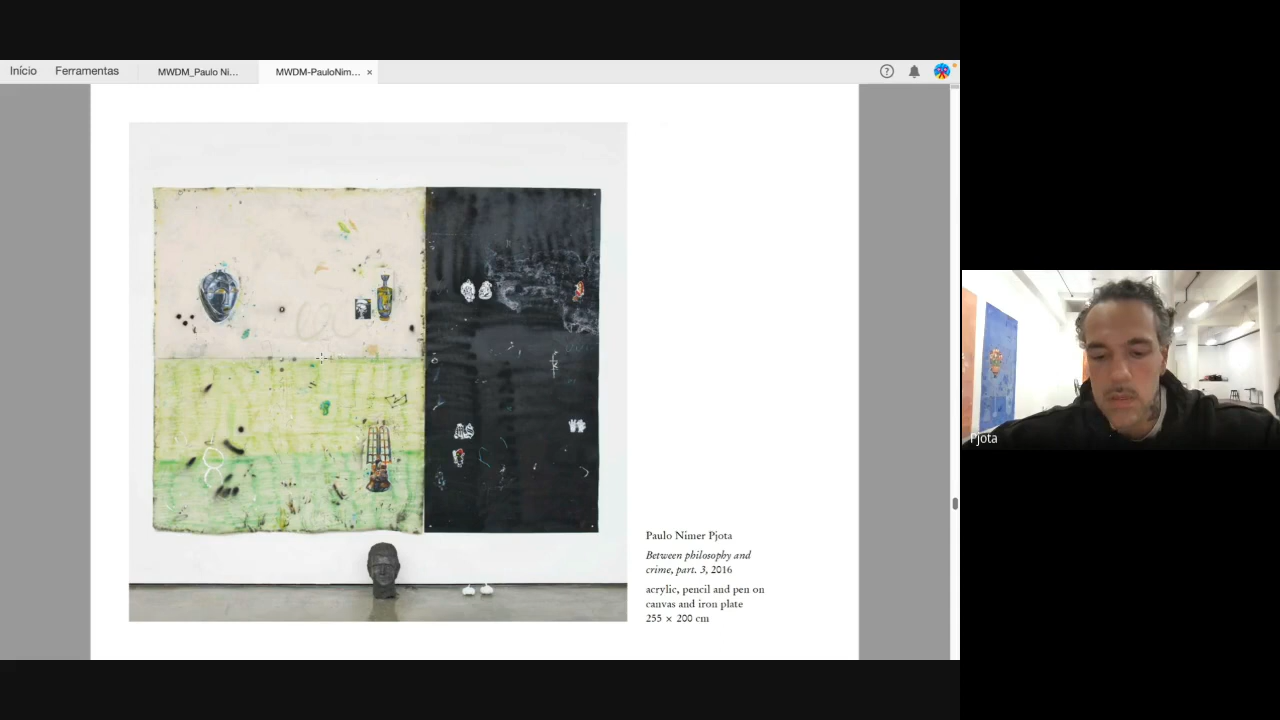 Início Ferramentas MWDM_Paulo Ni... MWDM-PauloNim... ×
Pjota
Paulo Nimer Pjota
Between philosophy and
crime, part. 3, 2016
acrylic, pencil and pen on
canvas and iron plate
255 × 200 cm